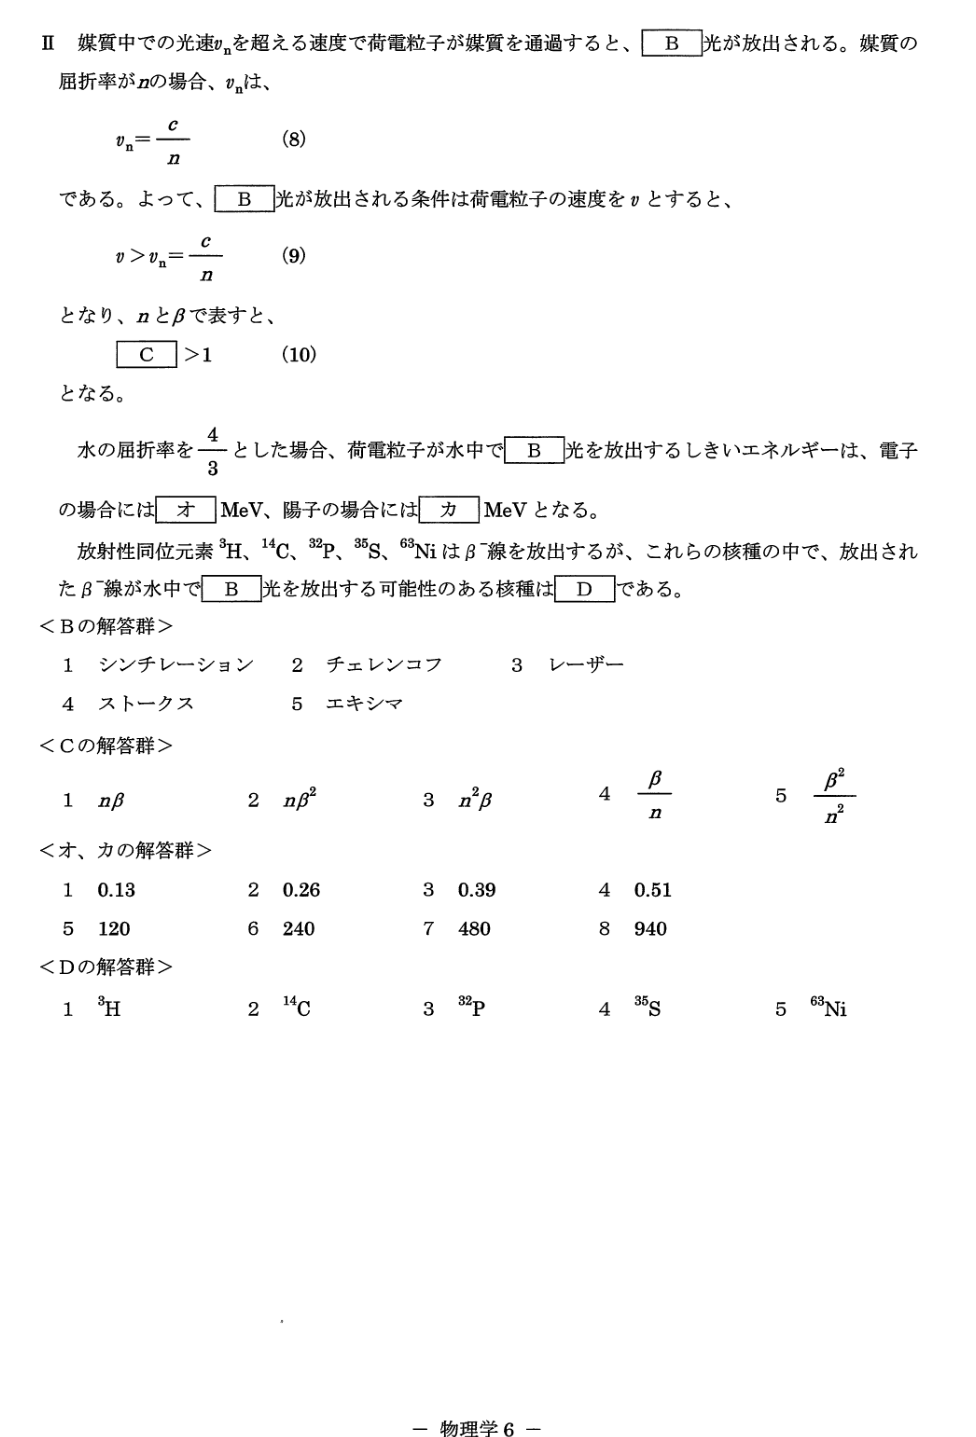 Ⅱ 媒質中での光速vnを超える速度で荷電粒子が媒質を通過すると、 B 光が放出される。媒質の
屈折率がnの場合、vnは、
vn＝c/n (8)
である。よって、 B 光が放出される条件は荷電粒子の速度をvとすると、
v＞vn＝c/n (9)
となり、nとβで表すと、
C ＞1 (10)
となる。
水の屈折率を4/3とした場合、荷電粒子が水中で B 光を放出するしきいエネルギーは、電子
の場合には オ MeV、陽子の場合には カ MeVとなる。
放射性同位元素³H、¹⁴C、³²P、³⁵S、⁶³Niはβ⁻線を放出するが、これらの核種の中で、放出され
たβ⁻線が水中で B 光を放出する可能性のある核種は D である。
＜Bの解答群＞
1 シンチレーション 2 チェレンコフ 3 レーザー
4 ストークス 5 エキシマ
＜Cの解答群＞
1 nβ 2 nβ² 3 n²β 4 β/n 5 β²/n²
＜オ、カの解答群＞
1 0.13 2 0.26 3 0.39 4 0.51
5 120 6 240 7 480 8 940
＜Dの解答群＞
1 ³H 2 ¹⁴C 3 ³²P 4 ³⁵S 5 ⁶³Ni
－ 物理学 6 －